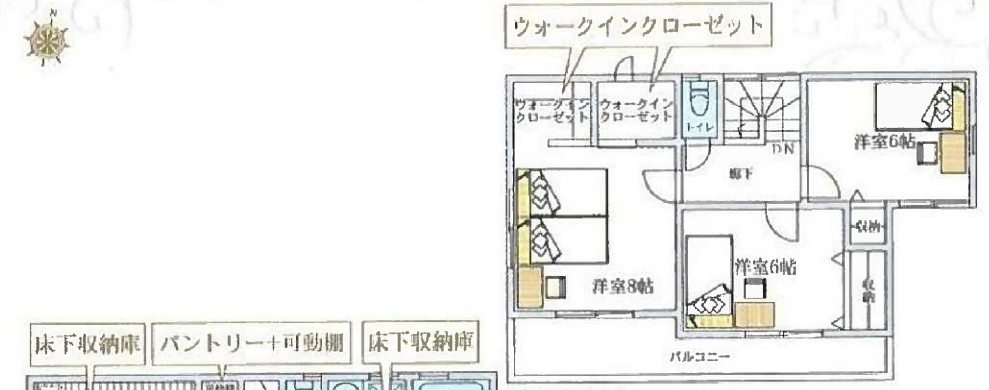 N
ウォークインクローゼット
ウォークイン
クローゼット
ウォークイン
クローゼット
トイレ
DN
洋室6帖
廊下
収納
洋室6帖
収納
洋室8帖
バルコニー
床下収納庫
パントリー+可動棚
床下収納庫